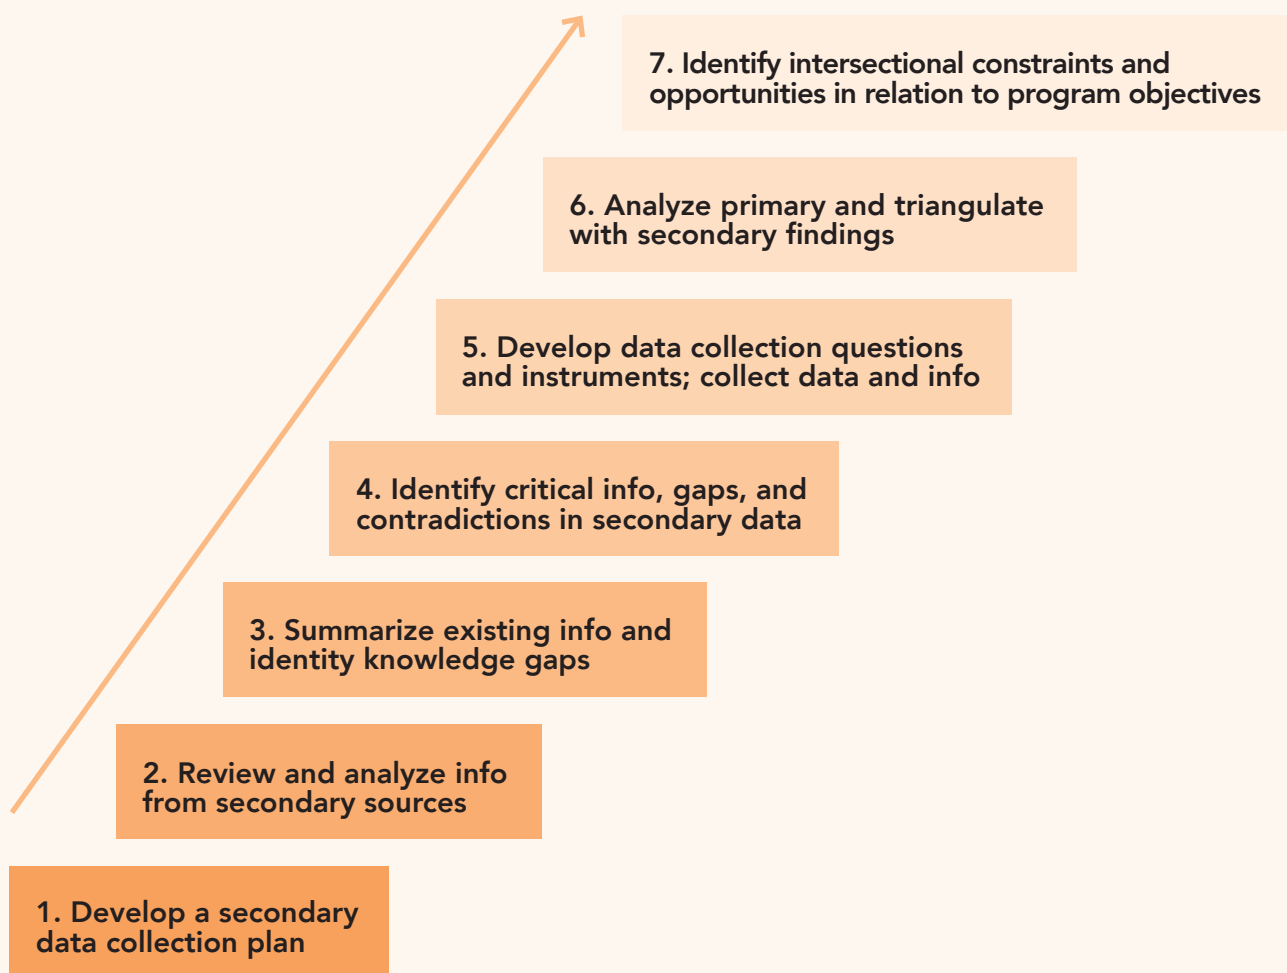 7. Identify intersectional constraints and
opportunities in relation to program objectives
6. Analyze primary and triangulate
with secondary findings
5. Develop data collection questions
and instruments; collect data and info
4. Identify critical info, gaps, and
contradictions in secondary data
3. Summarize existing info and
identity knowledge gaps
2. Review and analyze info
from secondary sources
1. Develop a secondary
data collection plan